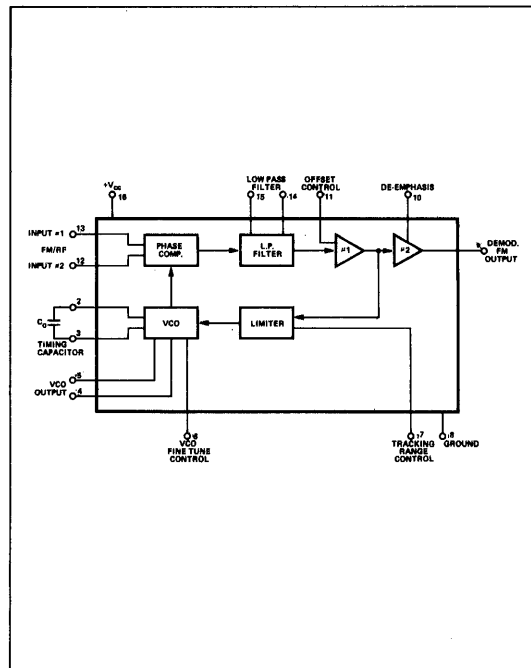 LOW PASS
FILTER
15
14
OFFSET
CONTROL
11
DE-EMPHASIS
10
+Vcc
16
INPUT #1
13
FM/RF
INPUT #2
12
PHASE
COMP.
L.P.
FILTER
#1
#2
DEMOD.
FM
OUTPUT
C₀
2
3
TIMING
CAPACITOR
VCO
LIMITER
VCO
OUTPUT
5
4
6
VCO
FINE TUNE
CONTROL
7
TRACKING
RANGE
CONTROL
8
GROUND